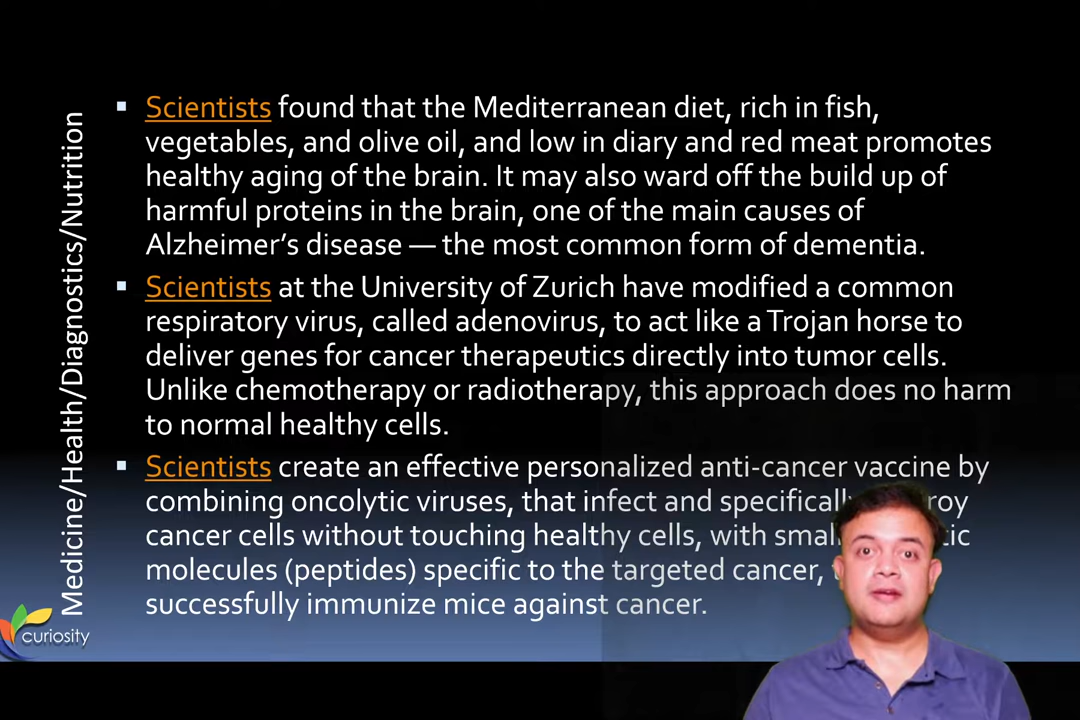 Medicine/Health/Diagnostics/Nutrition
▪ Scientists found that the Mediterranean diet, rich in fish,
vegetables, and olive oil, and low in diary and red meat promotes
healthy aging of the brain. It may also ward off the build up of
harmful proteins in the brain, one of the main causes of
Alzheimer's disease — the most common form of dementia.
▪ Scientists at the University of Zurich have modified a common
respiratory virus, called adenovirus, to act like a Trojan horse to
deliver genes for cancer therapeutics directly into tumor cells.
Unlike chemotherapy or radiotherapy, this approach does no harm
to normal healthy cells.
▪ Scientists create an effective personalized anti-cancer vaccine by
combining oncolytic viruses, that infect and specifically
cancer cells without touching healthy cells, with small
molecules (peptides) specific to the targeted cancer,
successfully immunize mice against cancer.
curiosity